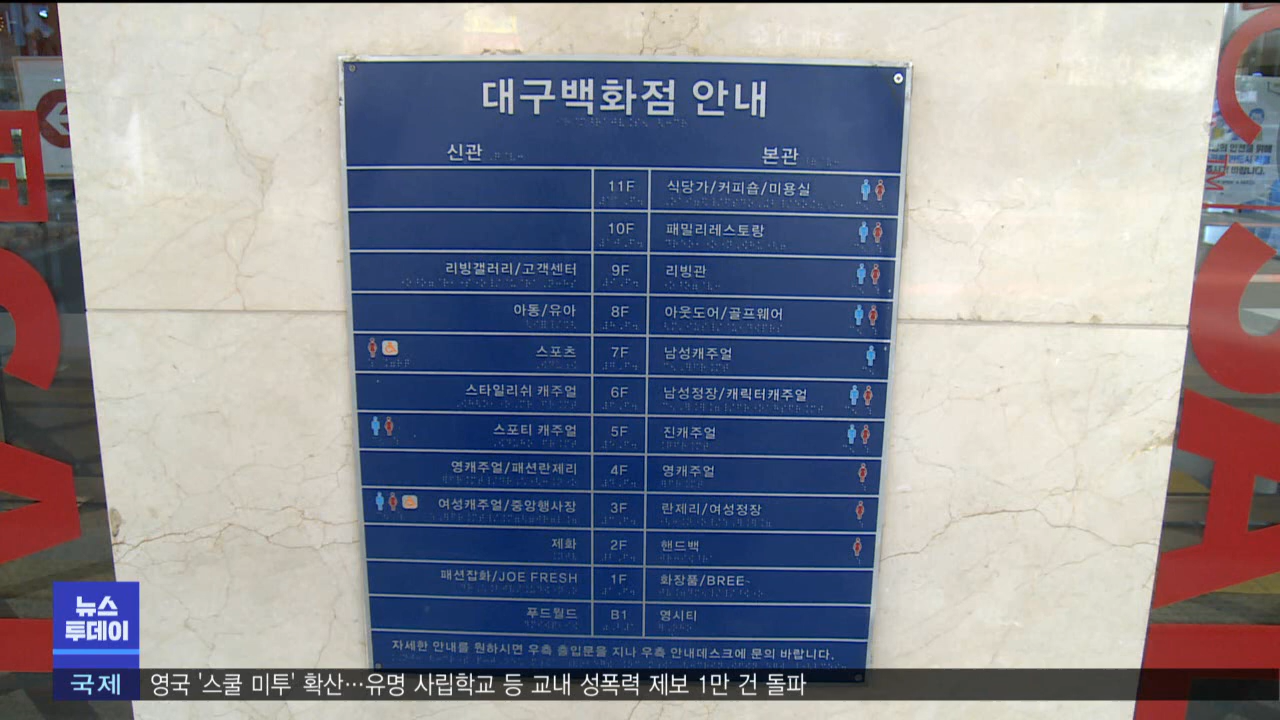 대구백화점 안내
신관 본관
11F 식당가/커피숍/미용실
10F 패밀리레스토랑
리빙갤러리/고객센터 9F 리빙관
아동/유아 8F 아웃도어/골프웨어
스포츠 7F 남성캐주얼
스타일리쉬 캐주얼 6F 남성정장/캐릭터캐주얼
스포티 캐주얼 5F 진캐주얼
영캐주얼/패션란제리 4F 영캐주얼
여성캐주얼/중앙행사장 3F 란제리/여성정장
제화 2F 핸드백
패션잡화/JOE FRESH 1F 화장품/BREE~
푸드월드 B1 영시티
자세한 안내를 원하시면 우측 출입문을 지나 우측 안내데스크에 문의 바랍니다.
뉴스
투데이
국제 영국 '스쿨 미투' 확산…유명 사립학교 등 교내 성폭력 제보 1만 건 돌파